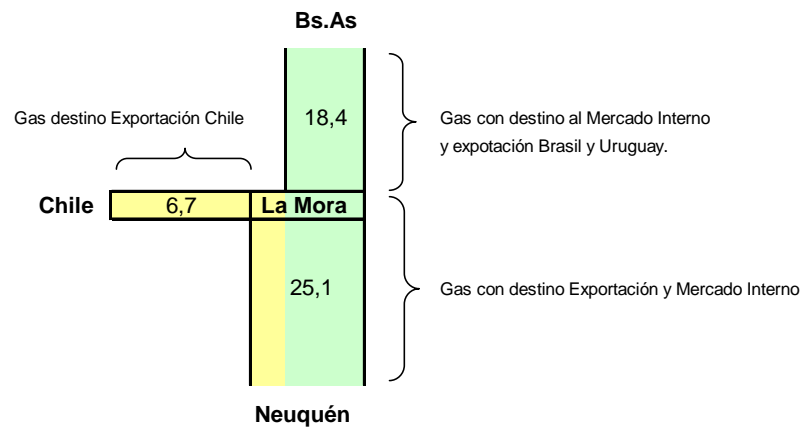 Bs.As
Gas destino Exportación Chile
18,4
Gas con destino al Mercado Interno
y expotación Brasil y Uruguay.
Chile
6,7
La Mora
25,1
Gas con destino Exportación y Mercado Interno
Neuquén